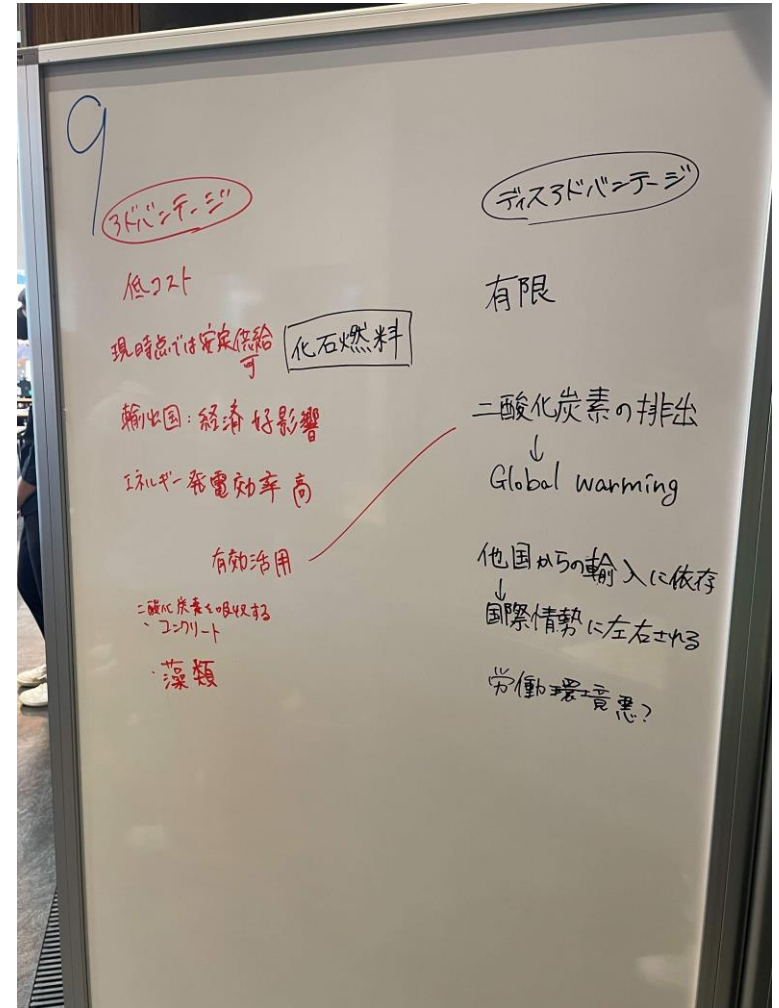 9
アドバンテージ
低コスト
現時点では安定供給
可
輸出国:経済好影響
エネルギー発電効率高
有効活用
二酸化炭素を吸収する
・コンクリート
・藻類
化石燃料
ディスアドバンテージ
有限
二酸化炭素の排出
↓
Global warming
他国からの輸入に依存
↓
国際情勢に左右される
労働環境悪?